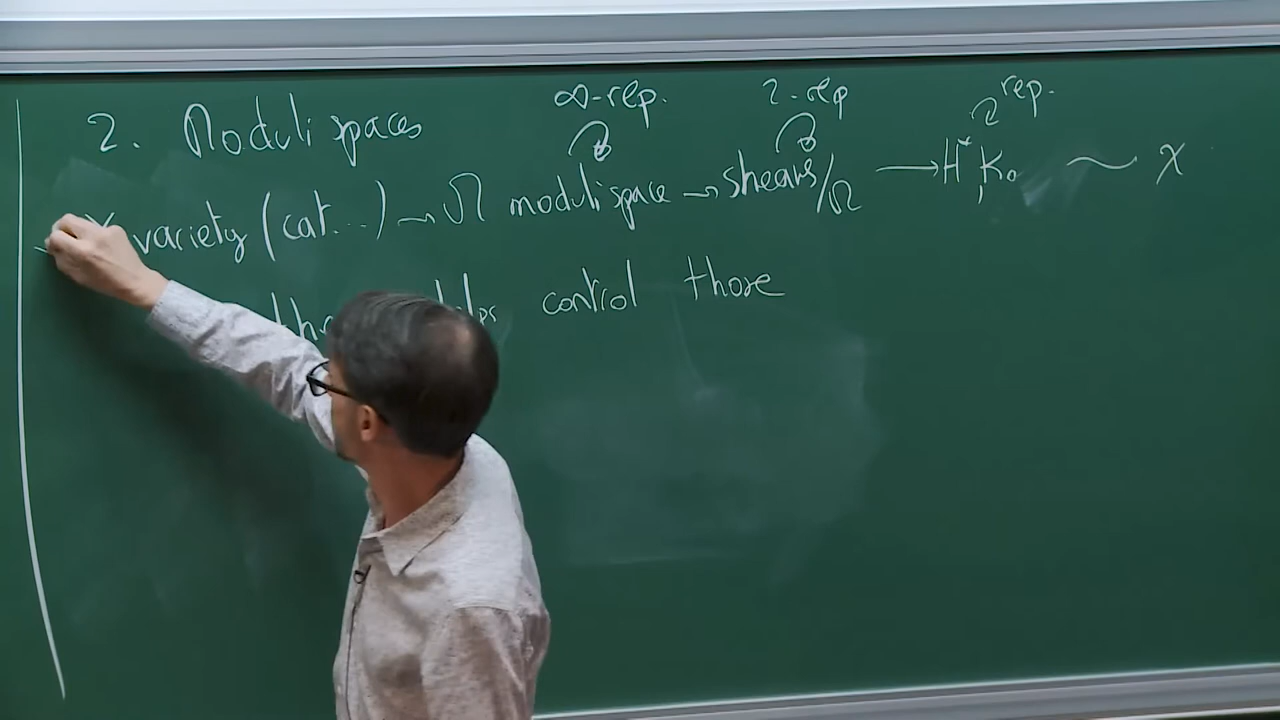 2. Moduli spaces
∞-rep. 2-rep rep.
X variety (cat...) ⇝ 𝓜 moduli space ⇝ sheaves/𝓜 → H*, K₀ ~ χ
control those